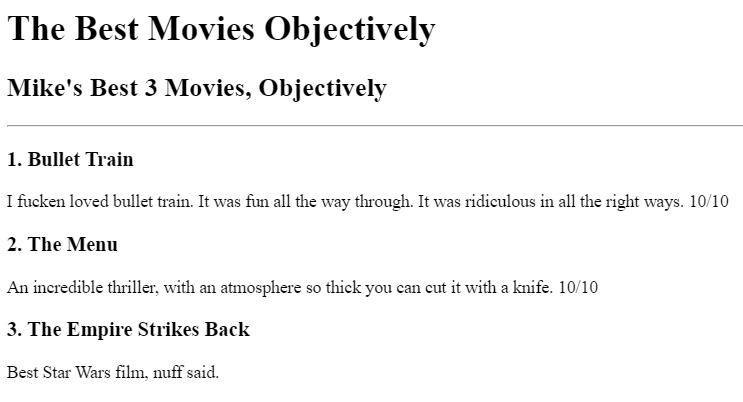 The Best Movies Objectively
Mike's Best 3 Movies, Objectively
1. Bullet Train
I fucken loved bullet train. It was fun all the way through. It was ridiculous in all the right ways. 10/10
2. The Menu
An incredible thriller, with an atmosphere so thick you can cut it with a knife. 10/10
3. The Empire Strikes Back
Best Star Wars film, nuff said.